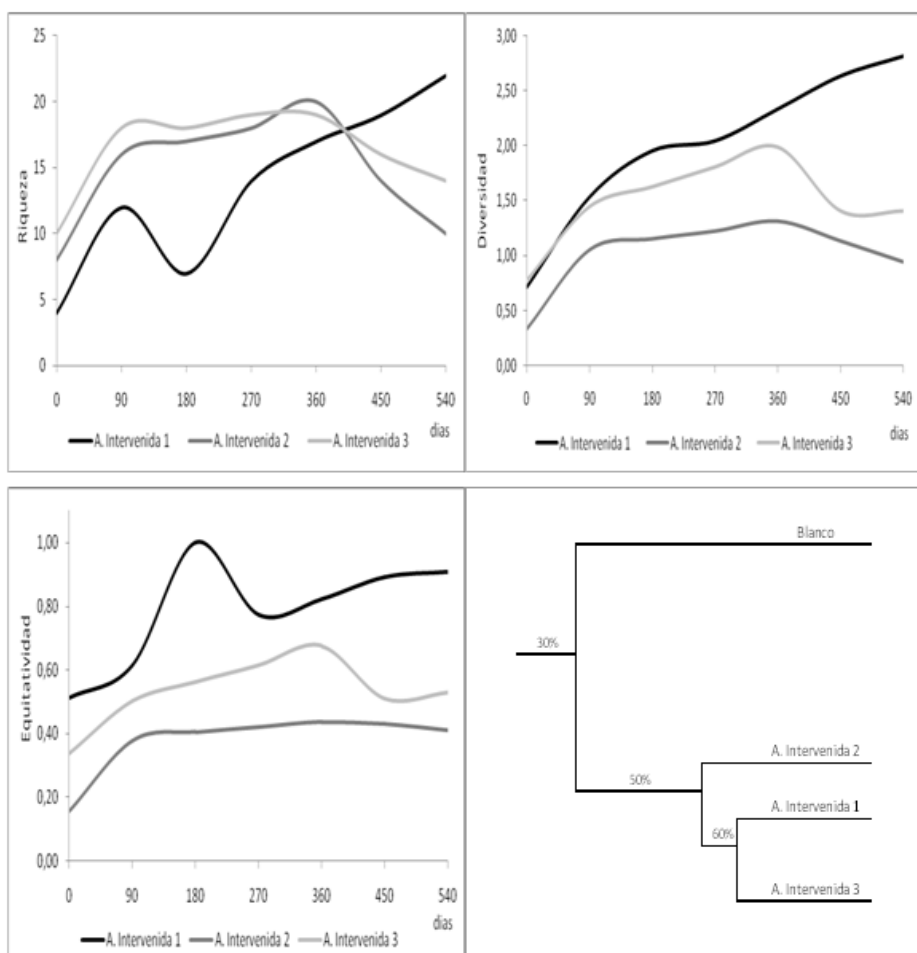 Riqueza
25
20
15
10
5
0
0 90 180 270 360 450 540
dias
A. Intervenida 1 A. Intervenida 2 A. Intervenida 3
Diversidad
3,00
2,50
2,00
1,50
1,00
0,50
0,00
0 90 180 270 360 450 540
dias
A. Intervenida 1 A. Intervenida 2 A. Intervenida 3
Equitatividad
1,00
0,80
0,60
0,40
0,20
0,00
0 90 180 270 360 450 540
dias
A. Intervenida 1 A. Intervenida 2 A. Intervenida 3
Blanco
30%
A. Intervenida 2
50%
A. Intervenida 1
60%
A. Intervenida 3